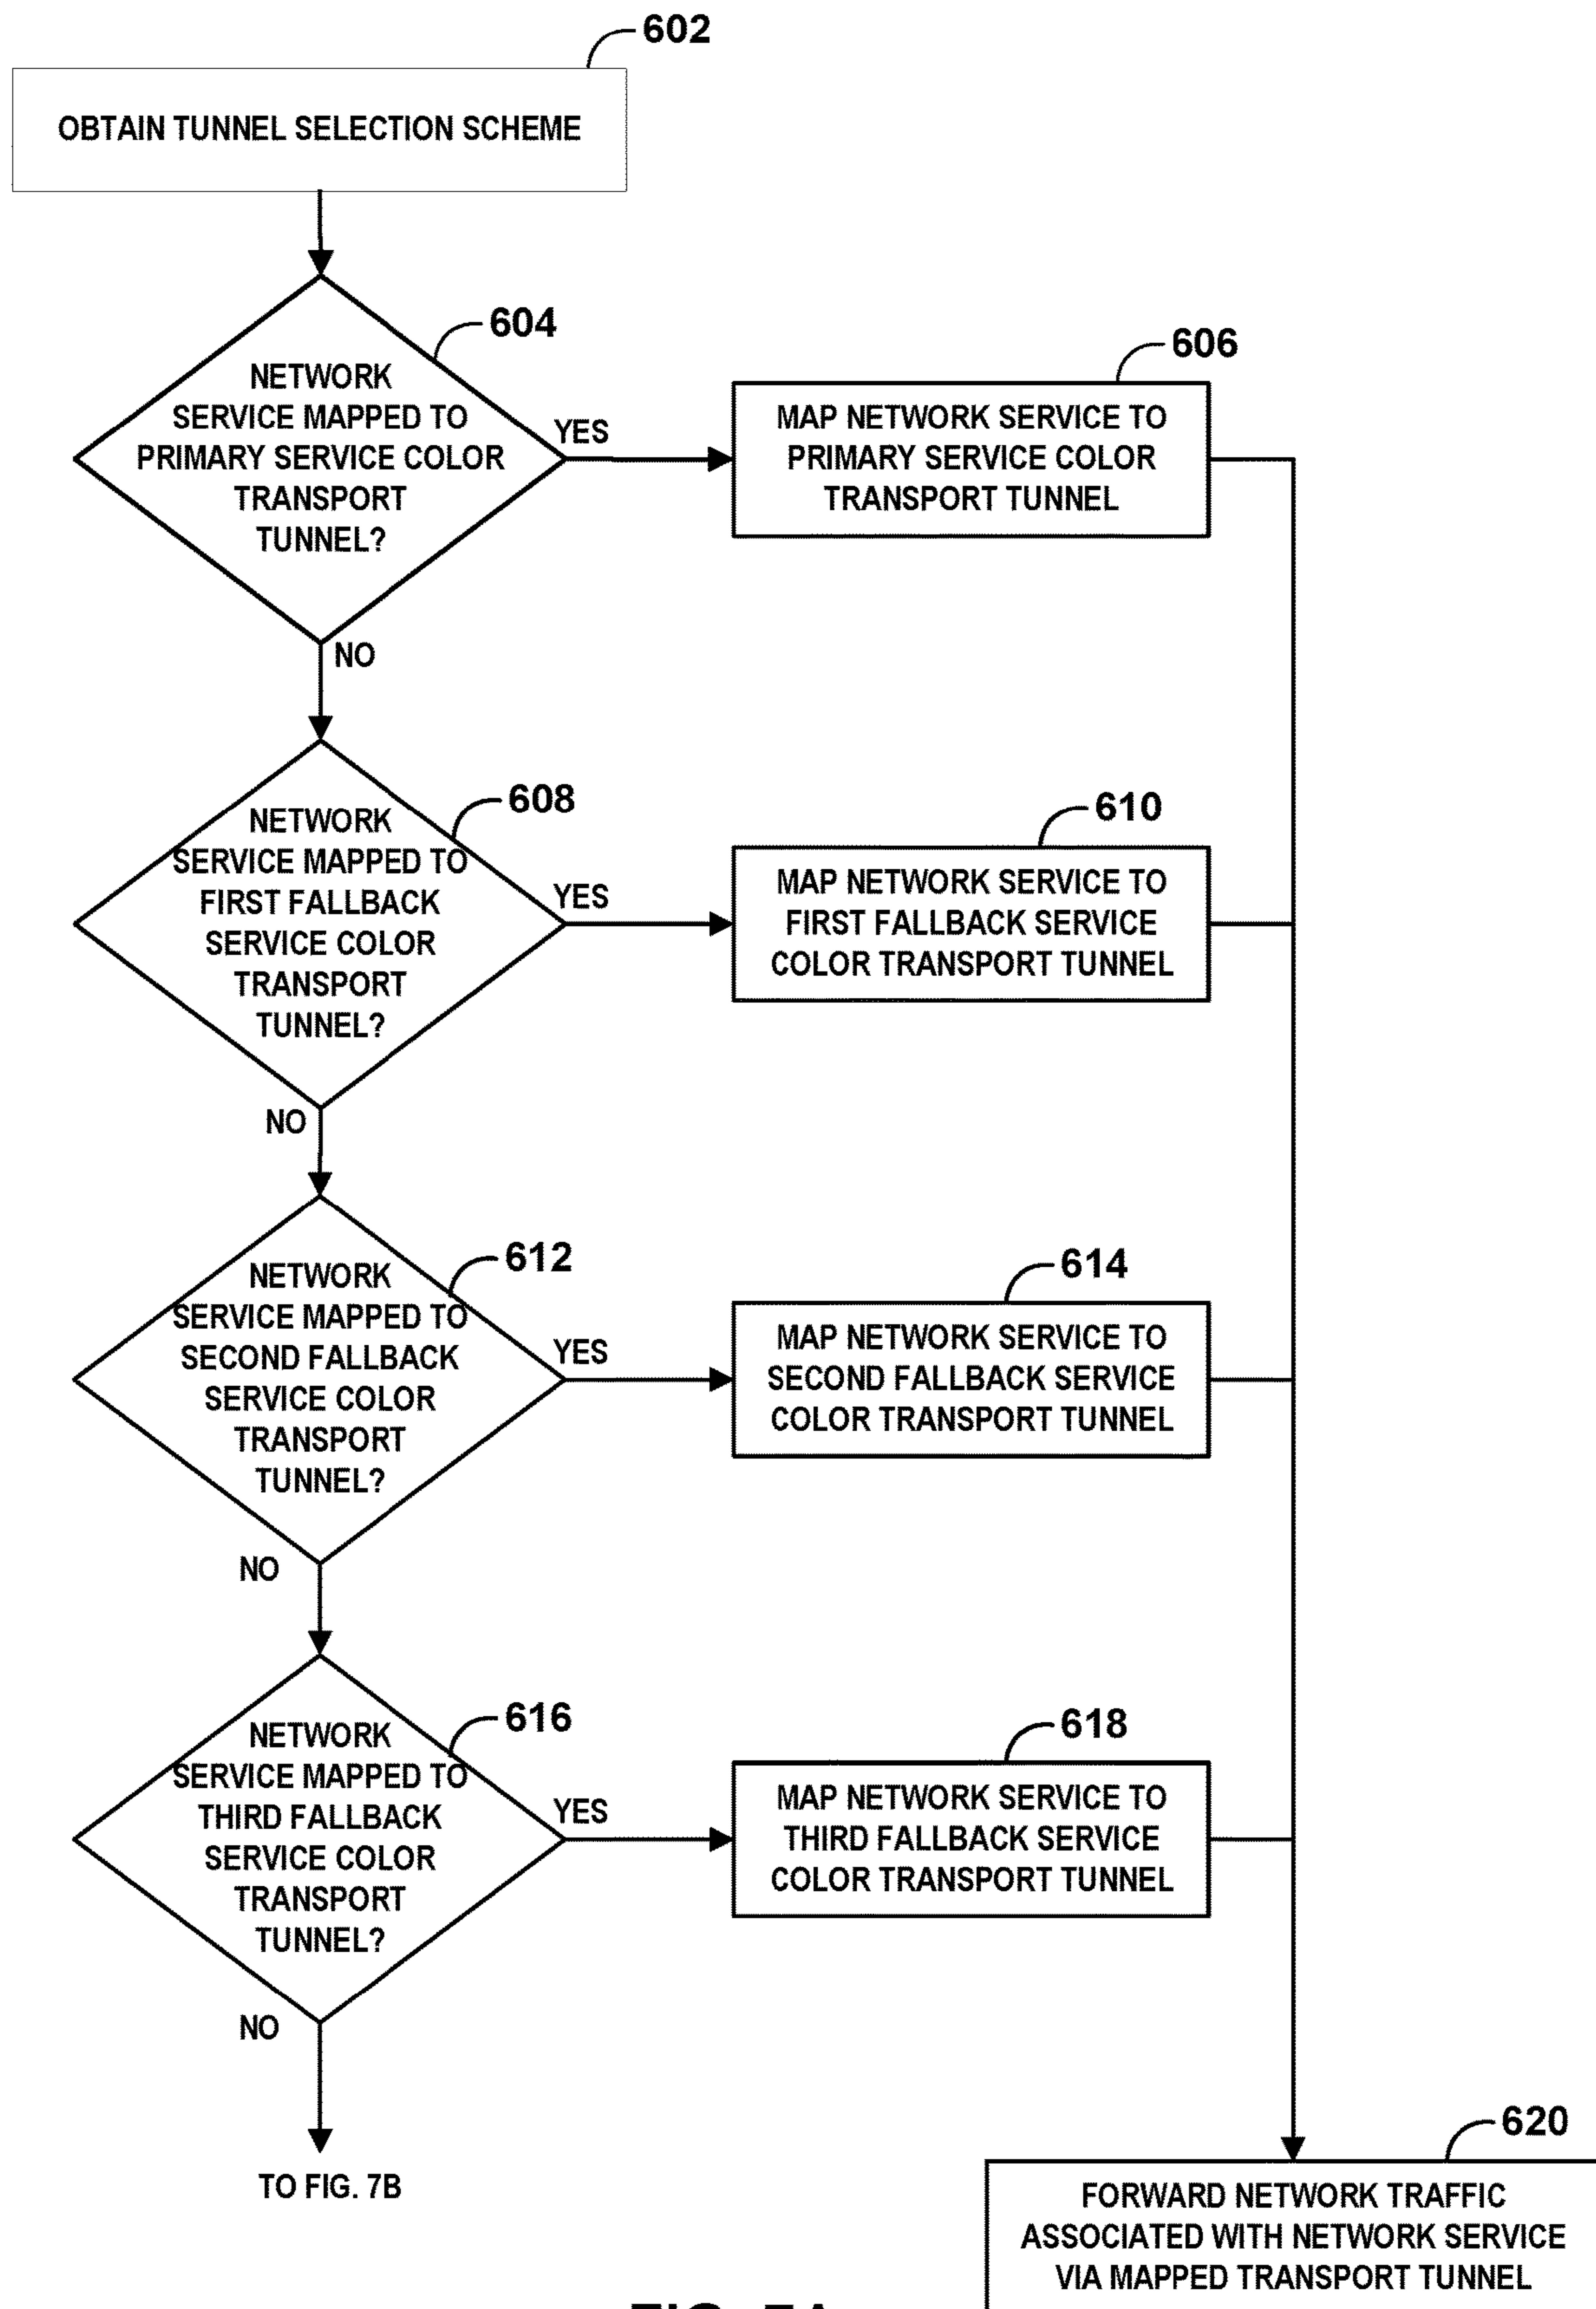 602
OBTAIN TUNNEL SELECTION SCHEME
604
NETWORK
SERVICE MAPPED TO
PRIMARY SERVICE COLOR
TRANSPORT
TUNNEL?
YES
606
MAP NETWORK SERVICE TO
PRIMARY SERVICE COLOR
TRANSPORT TUNNEL
NO
608
NETWORK
SERVICE MAPPED TO
FIRST FALLBACK
SERVICE COLOR
TRANSPORT
TUNNEL?
YES
610
MAP NETWORK SERVICE TO
FIRST FALLBACK SERVICE
COLOR TRANSPORT TUNNEL
NO
612
NETWORK
SERVICE MAPPED TO
SECOND FALLBACK
SERVICE COLOR
TRANSPORT
TUNNEL?
YES
614
MAP NETWORK SERVICE TO
SECOND FALLBACK SERVICE
COLOR TRANSPORT TUNNEL
NO
616
NETWORK
SERVICE MAPPED TO
THIRD FALLBACK
SERVICE COLOR
TRANSPORT
TUNNEL?
YES
618
MAP NETWORK SERVICE TO
THIRD FALLBACK SERVICE
COLOR TRANSPORT TUNNEL
NO
TO FIG. 7B
620
FORWARD NETWORK TRAFFIC
ASSOCIATED WITH NETWORK SERVICE
VIA MAPPED TRANSPORT TUNNEL